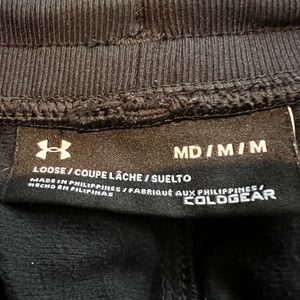 MD / M / M
LOOSE / COUPE LÂCHE / SUELTO
MADE IN PHILIPPINES / FABRIQUÉ AUX PHILIPPINES /
HECHO EN FILIPINAS
COLDGEAR